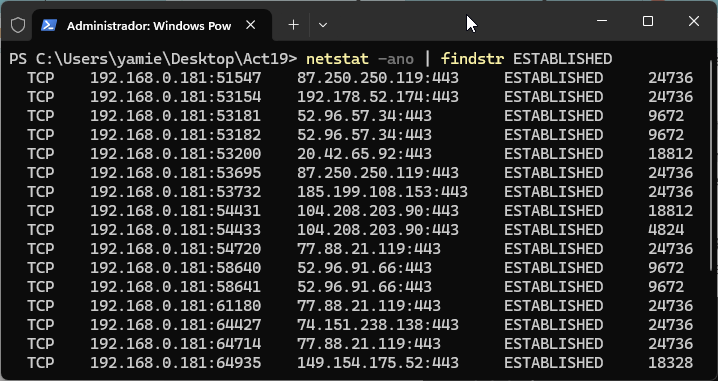 Administrador: Windows Pow
PS C:\Users\yamie\Desktop\Act19> netstat -ano | findstr ESTABLISHED
TCP 192.168.0.181:51547 87.250.250.119:443 ESTABLISHED 24736
TCP 192.168.0.181:53154 192.178.52.174:443 ESTABLISHED 24736
TCP 192.168.0.181:53181 52.96.57.34:443 ESTABLISHED 9672
TCP 192.168.0.181:53182 52.96.57.34:443 ESTABLISHED 9672
TCP 192.168.0.181:53200 20.42.65.92:443 ESTABLISHED 18812
TCP 192.168.0.181:53695 87.250.250.119:443 ESTABLISHED 24736
TCP 192.168.0.181:53732 185.199.108.153:443 ESTABLISHED 24736
TCP 192.168.0.181:54431 104.208.203.90:443 ESTABLISHED 18812
TCP 192.168.0.181:54433 104.208.203.90:443 ESTABLISHED 4824
TCP 192.168.0.181:54720 77.88.21.119:443 ESTABLISHED 24736
TCP 192.168.0.181:58640 52.96.91.66:443 ESTABLISHED 9672
TCP 192.168.0.181:58641 52.96.91.66:443 ESTABLISHED 9672
TCP 192.168.0.181:61180 77.88.21.119:443 ESTABLISHED 24736
TCP 192.168.0.181:64427 74.151.238.138:443 ESTABLISHED 24736
TCP 192.168.0.181:64714 77.88.21.119:443 ESTABLISHED 24736
TCP 192.168.0.181:64935 149.154.175.52:443 ESTABLISHED 18328